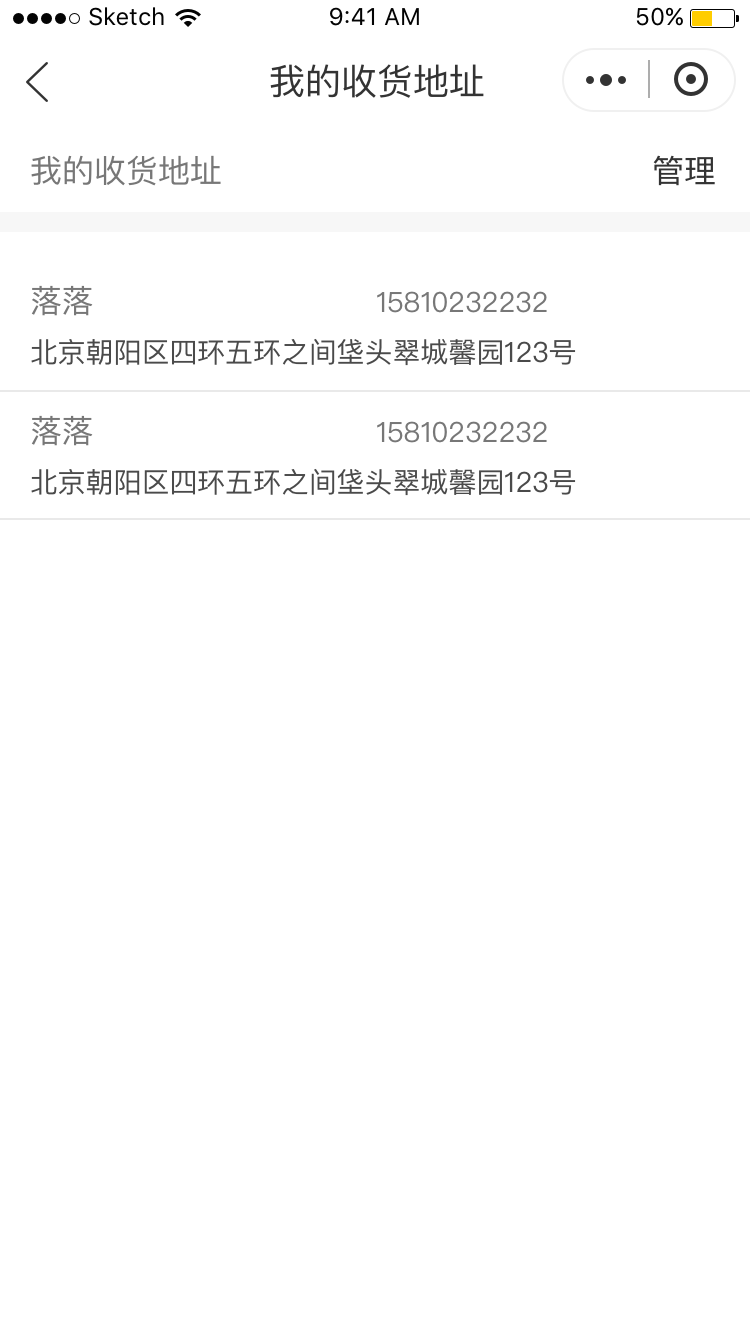 Sketch 9:41 AM 50%
我的收货地址
我的收货地址 管理
落落 15810232232
北京朝阳区四环五环之间垡头翠城馨园123号
落落 15810232232
北京朝阳区四环五环之间垡头翠城馨园123号